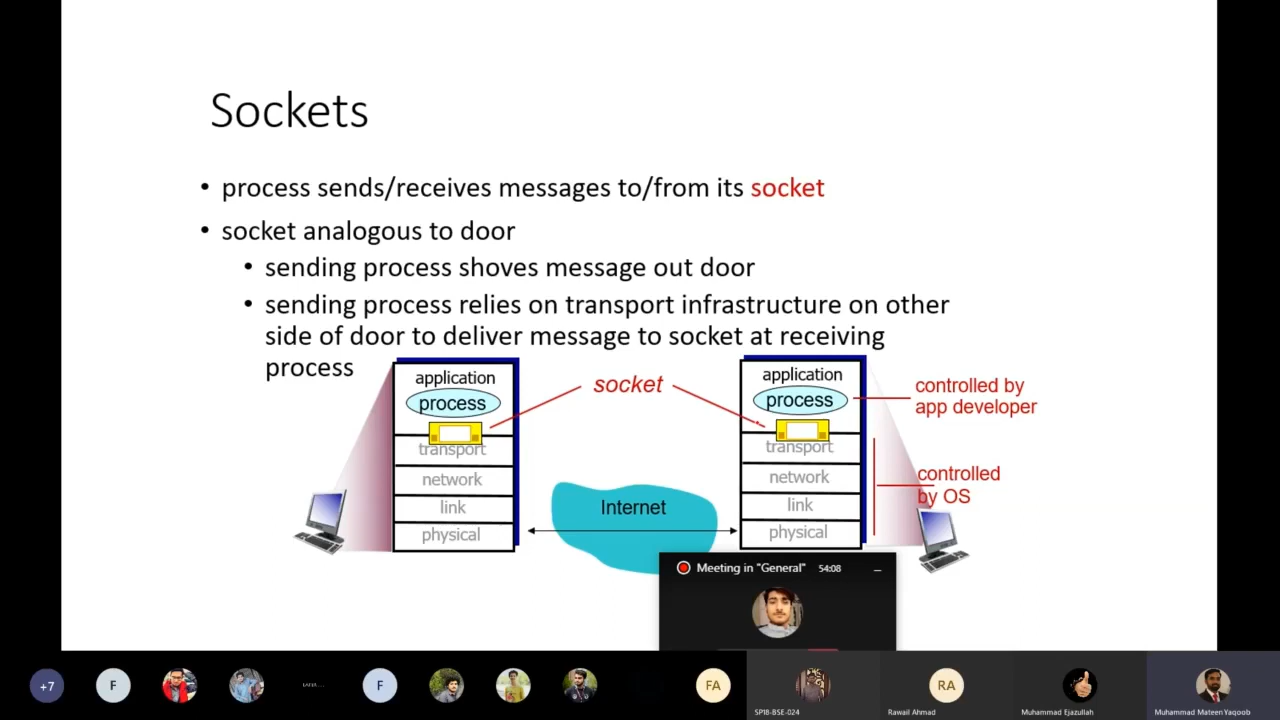 Sockets
• process sends/receives messages to/from its socket
• socket analogous to door
• sending process shoves message out door
• sending process relies on transport infrastructure on other
side of door to deliver message to socket at receiving
process
application
process
transport
network
link
physical
socket
Internet
application
process
transport
network
link
physical
controlled by
app developer
controlled
by OS
Meeting in "General" 54:08
+7
F
F
FA
SP18-BSE-024
RA
Rawail Ahmad
Muhammad Ejazullah
Muhammad Mateen Yaqoob